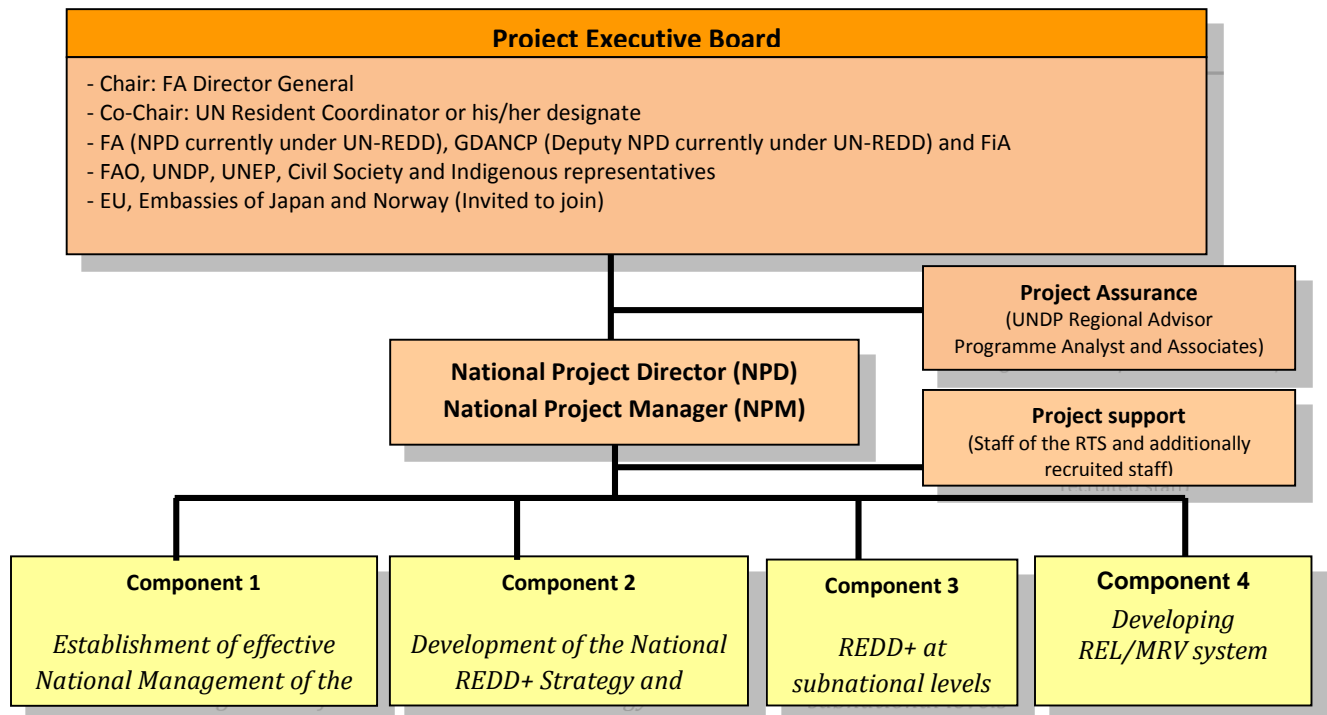 Project Executive Board
- Chair: FA Director General
- Co-Chair: UN Resident Coordinator or his/her designate
- FA (NPD currently under UN-REDD), GDANCP (Deputy NPD currently under UN-REDD) and FiA
- FAO, UNDP, UNEP, Civil Society and Indigenous representatives
- EU, Embassies of Japan and Norway (Invited to join)
Project Assurance
(UNDP Regional Advisor
Programme Analyst and Associates)
National Project Director (NPD)
National Project Manager (NPM)
Project support
(Staff of the RTS and additionally
recruited staff)
Component 1
Establishment of effective
National Management of the
Component 2
Development of the National
REDD+ Strategy and
Component 3
REDD+ at
subnational levels
Component 4
Developing
REL/MRV system